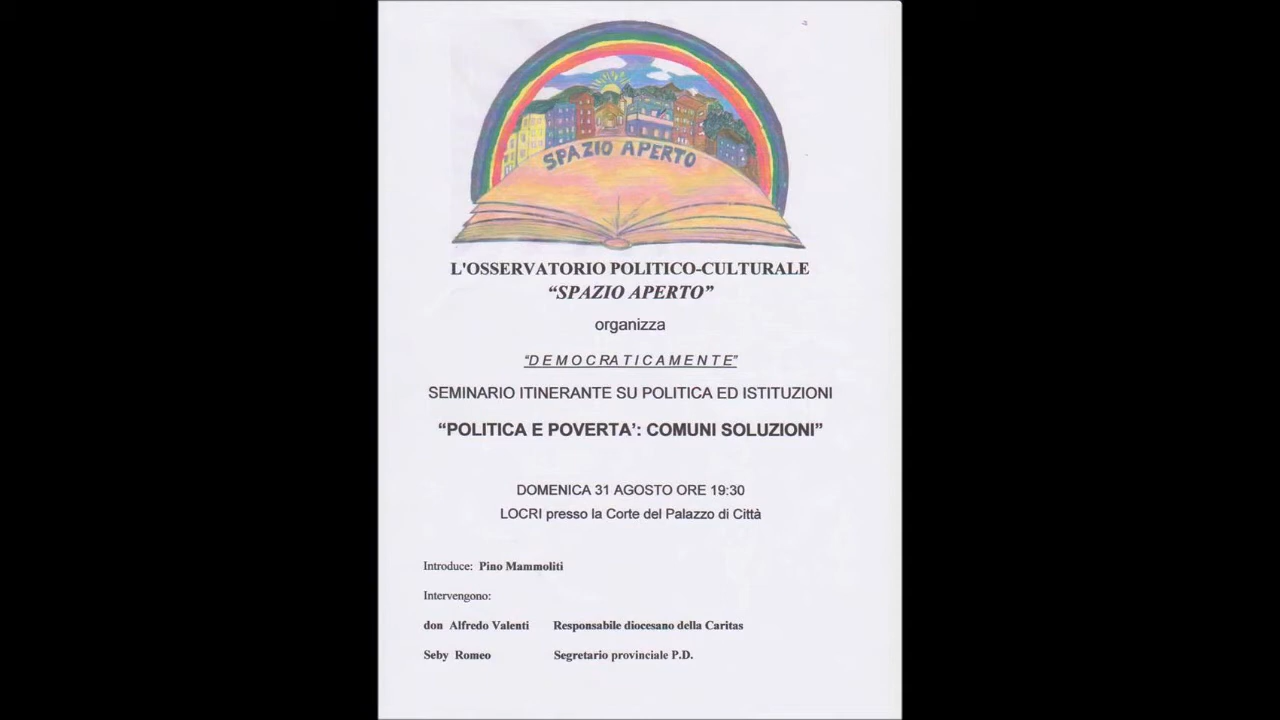 SPAZIO APERTO
L'OSSERVATORIO POLITICO-CULTURALE
“SPAZIO APERTO”
organizza
“DEMOCRATICAMENTE”
SEMINARIO ITINERANTE SU POLITICA ED ISTITUZIONI
“POLITICA E POVERTA’: COMUNI SOLUZIONI”
DOMENICA 31 AGOSTO ORE 19:30
LOCRI presso la Corte del Palazzo di Città
Introduce: Pino Mammoliti
Intervengono:
don Alfredo Valenti Responsabile diocesano della Caritas
Seby Romeo Segretario provinciale P.D.